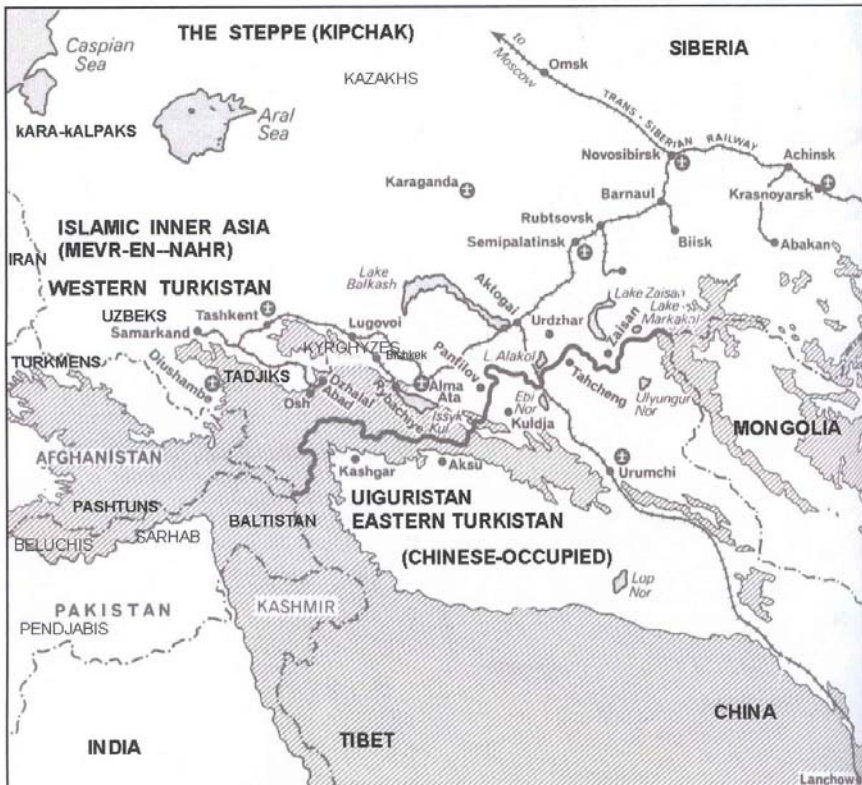 THE STEPPE (KIPCHAK)
SIBERIA
to
Moscow
Omsk
Caspian
Sea
KAZAKHS
Aral
Sea
kARA-kALPAKS
TRANS-SIBERIAN RAILWAY
Novosibirsk
Achinsk
Karaganda
Barnaul
Krasnoyarsk
Rubtsovsk
Semipalatinsk
Biisk
Abakan
ISLAMIC INNER ASIA
(MEVR-EN--NAHR)
IRAN
WESTERN TURKISTAN
Lake
Balkash
Aktogai
Lake Zaisan
Lake
Markakol
UZBEKS
Tashkent
Samarkand
Lugovoi
Urdzhar
Zaisan
KYRGHYZES
Bishkek
Panfilov
L. Alakol
TURKMENS
Diushambe
TADJIKS
Dzhalal
Abad
Osh
Rybachiye
Alma
Ata
Issyk
Kul
Ebi
Nor
Kuldja
Tahcheng
Ulyungur
Nor
MONGOLIA
AFGHANISTAN
Kashgar
Aksu
Urumchi
PASHTUNS
BALTISTAN
UIGURISTAN
EASTERN TURKISTAN
BELUCHIS
SARHAB
(CHINESE-OCCUPIED)
Lop
Nor
PAKISTAN
KASHMIR
PENDJABIS
INDIA
TIBET
CHINA
Lanchow